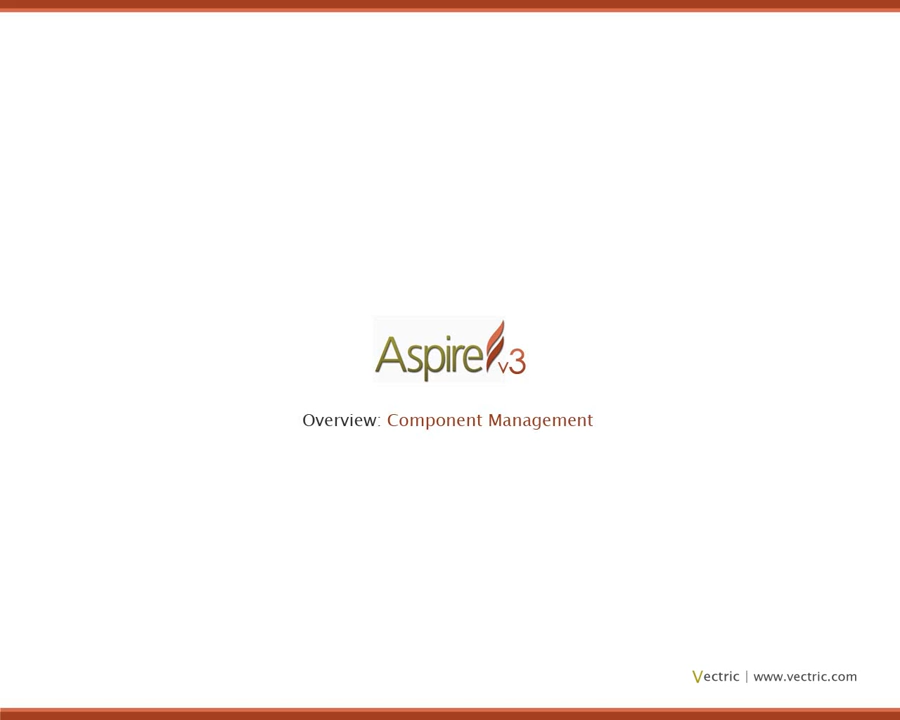 Aspire v3
Overview: Component Management
Vectric | www.vectric.com